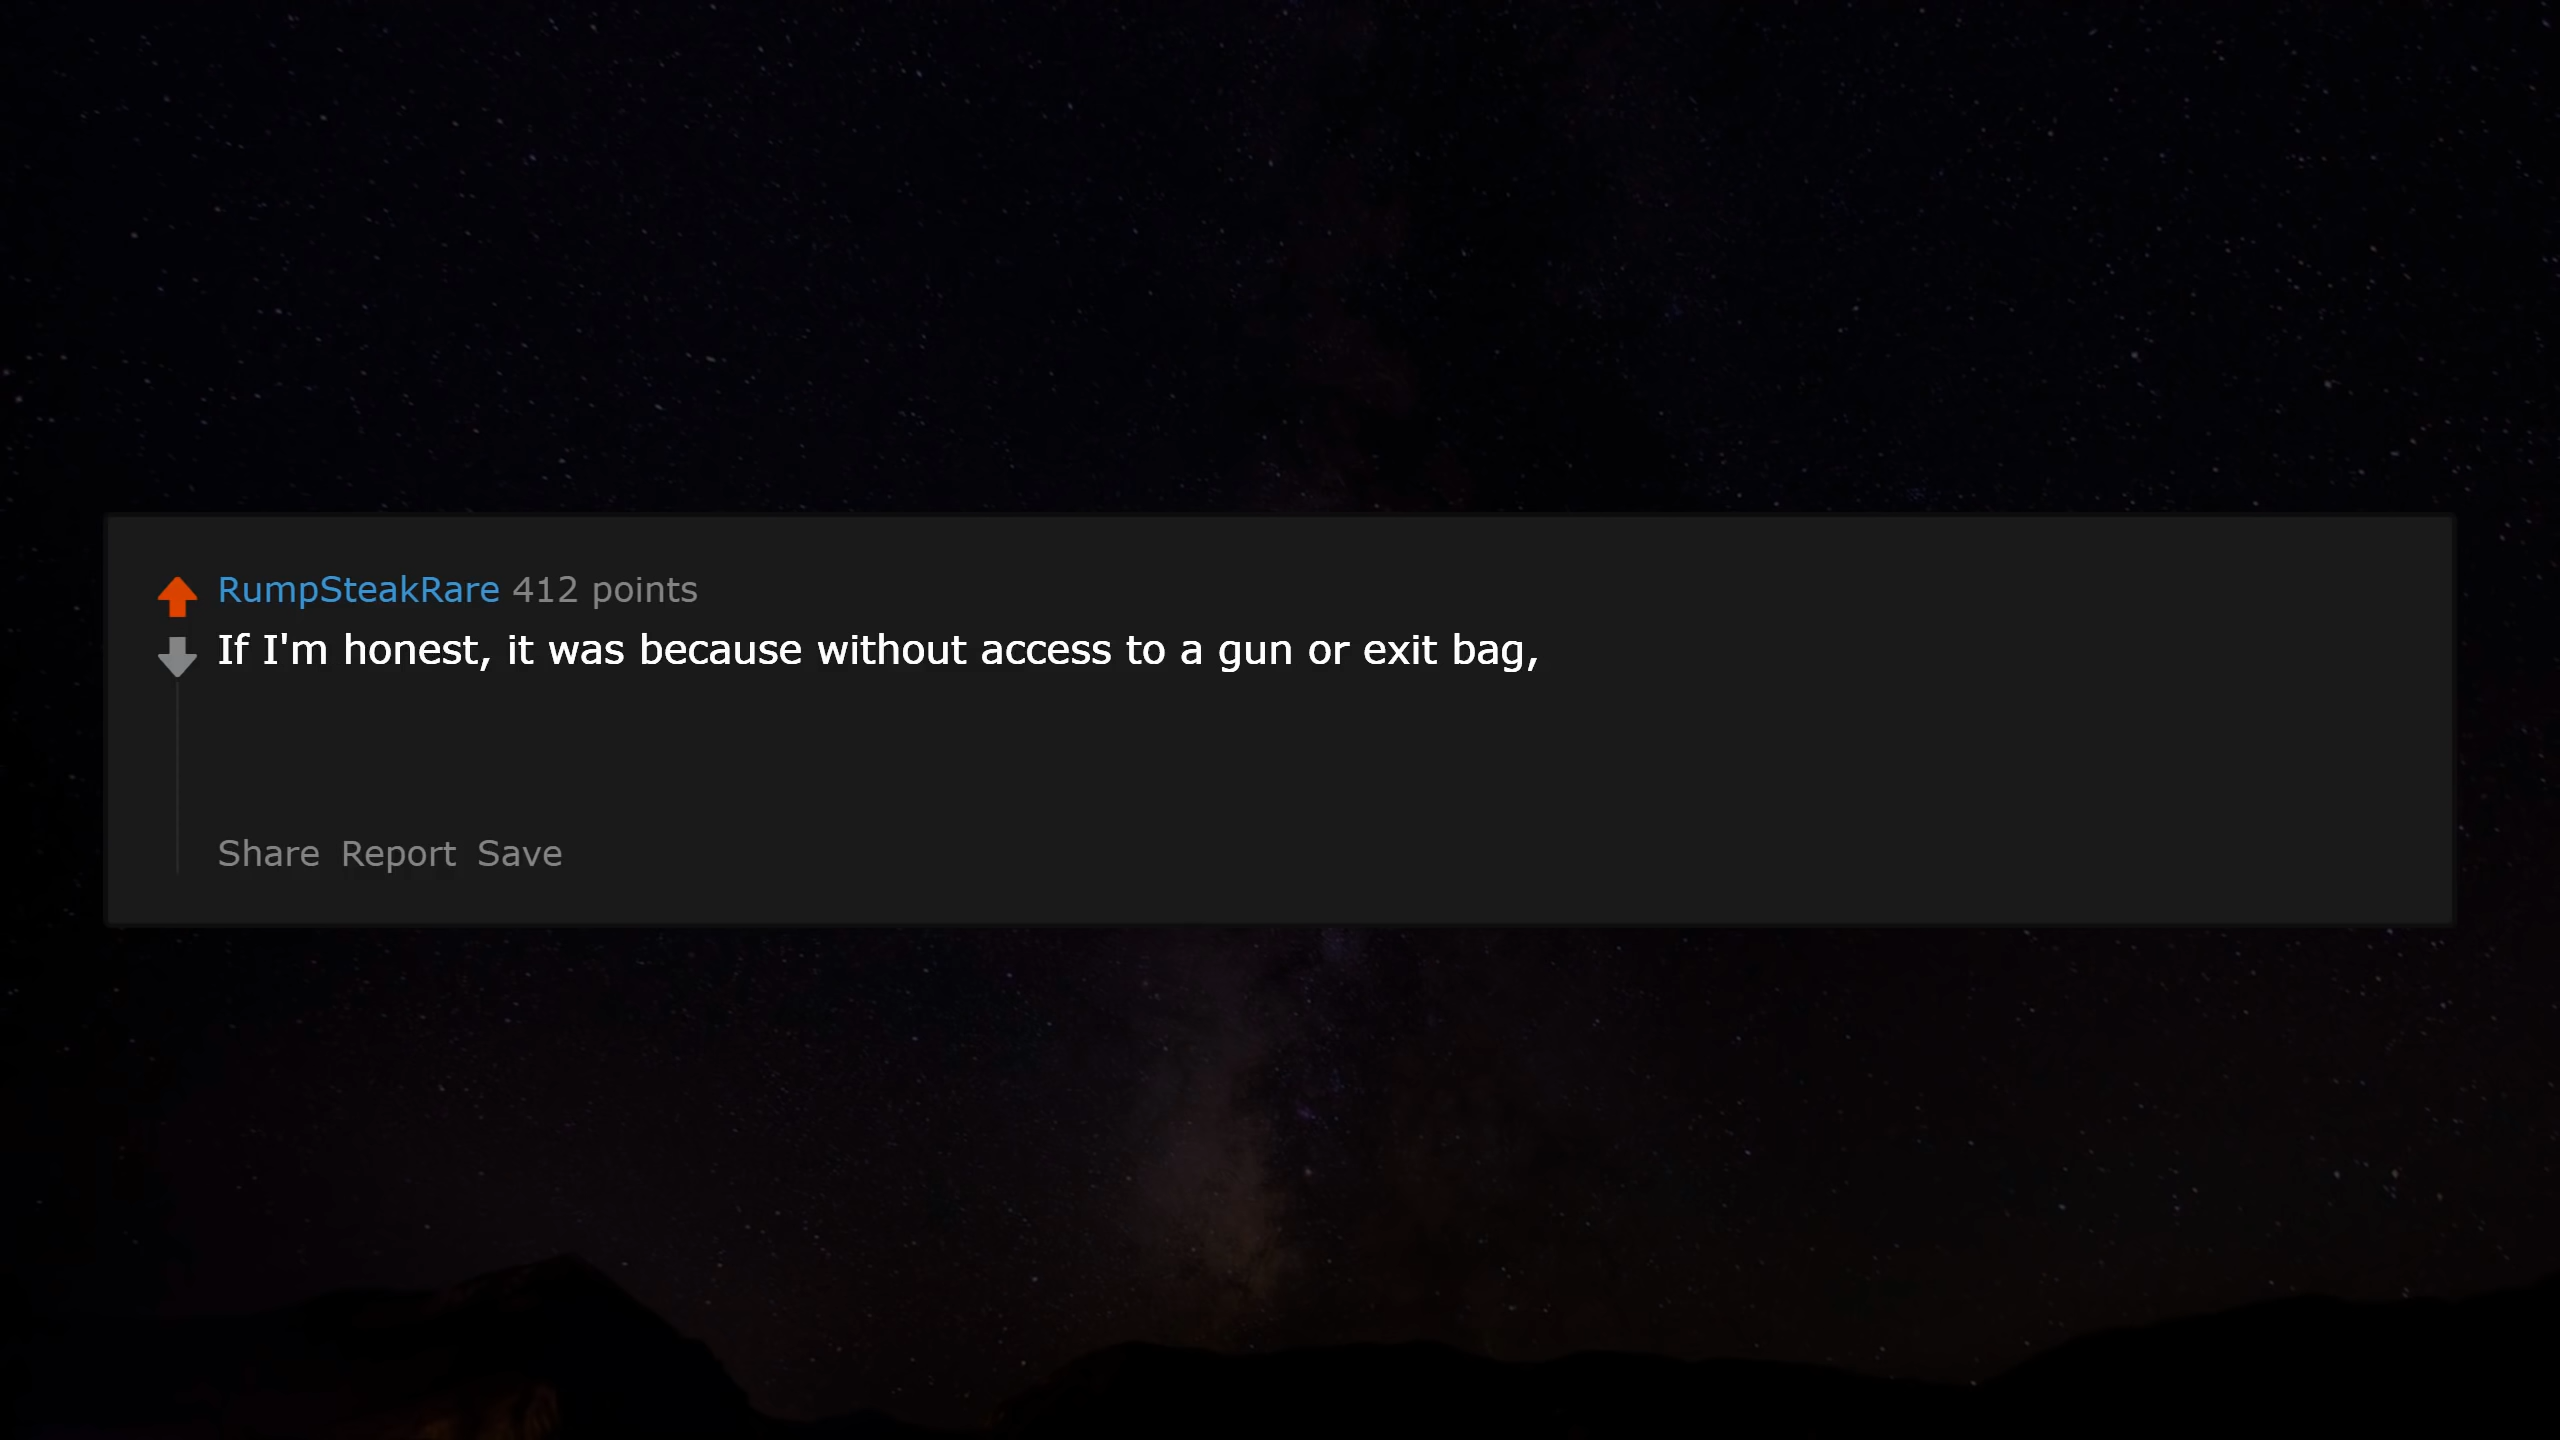 RumpSteakRare 412 points
If I'm honest, it was because without access to a gun or exit bag,
Share Report Save